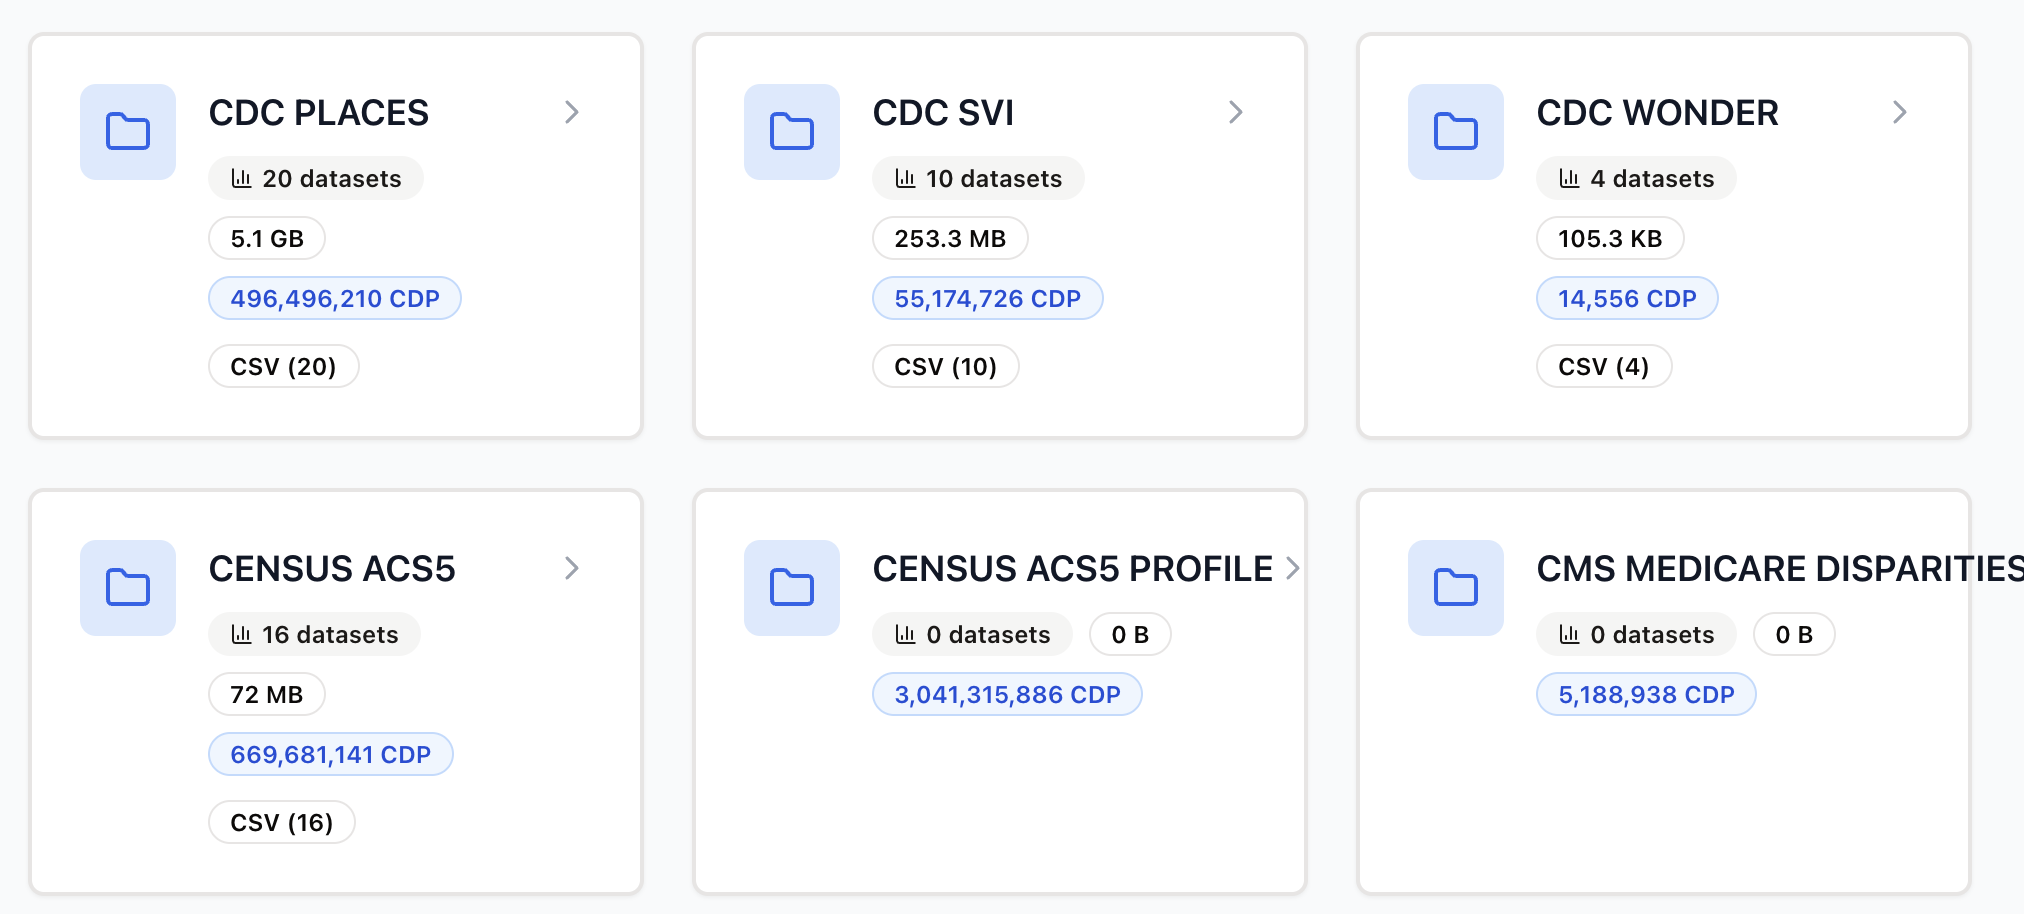 CDC PLACES
20 datasets
5.1 GB
496,496,210 CDP
CSV (20)
CDC SVI
10 datasets
253.3 MB
55,174,726 CDP
CSV (10)
CDC WONDER
4 datasets
105.3 KB
14,556 CDP
CSV (4)
CENSUS ACS5
16 datasets
72 MB
669,681,141 CDP
CSV (16)
CENSUS ACS5 PROFILE
0 datasets 0 B
3,041,315,886 CDP
CMS MEDICARE DISPARITIES
0 datasets 0 B
5,188,938 CDP